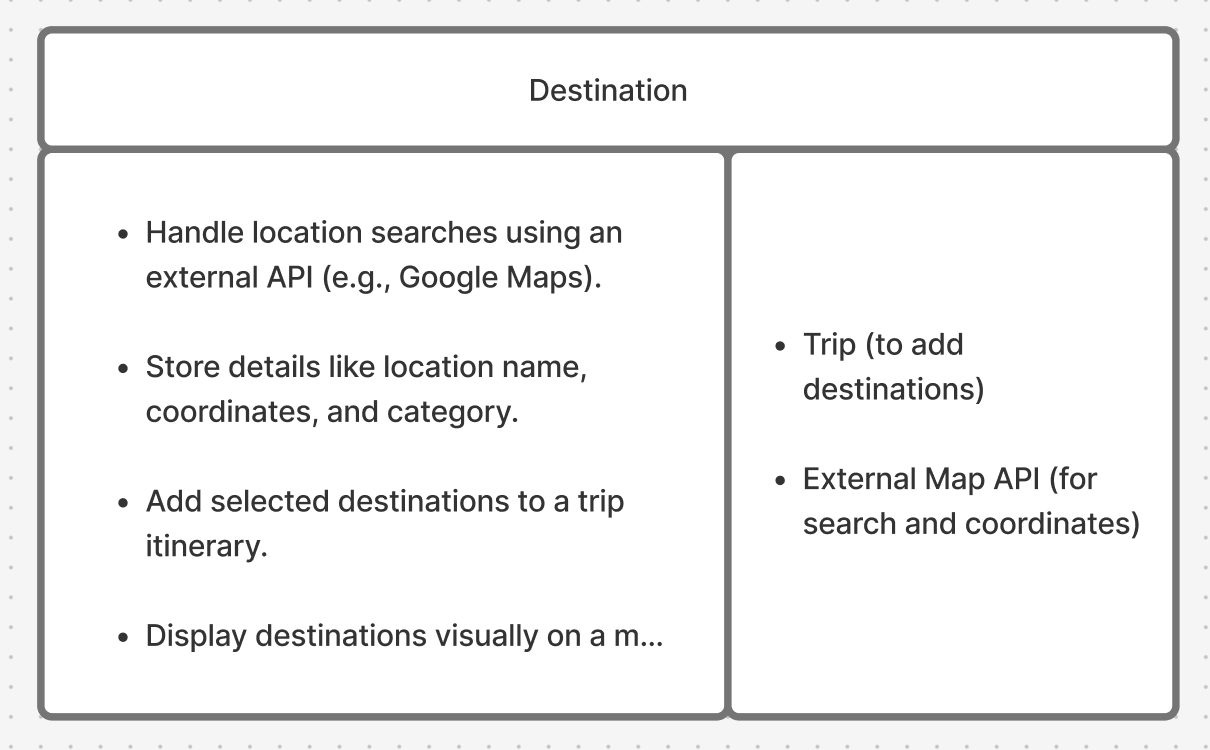 Destination
• Handle location searches using an
external API (e.g., Google Maps).
• Store details like location name,
coordinates, and category.
• Add selected destinations to a trip
itinerary.
• Display destinations visually on a m...
• Trip (to add
destinations)
• External Map API (for
search and coordinates)